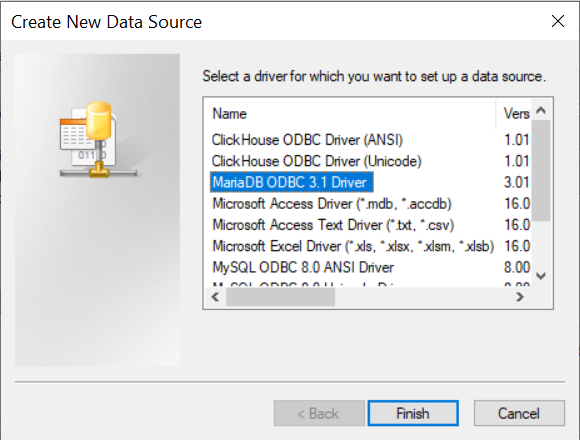 Create New Data Source
Select a driver for which you want to set up a data source.
Name Vers
ClickHouse ODBC Driver (ANSI) 1.01
ClickHouse ODBC Driver (Unicode) 1.01
MariaDB ODBC 3.1 Driver 3.01
Microsoft Access Driver (*.mdb, *.accdb) 16.0
Microsoft Access Text Driver (*.txt, *.csv) 16.0
Microsoft Excel Driver (*.xls, *.xlsx, *.xlsm, *.xlsb) 16.0
MySQL ODBC 8.0 ANSI Driver 8.00
< Back Finish Cancel